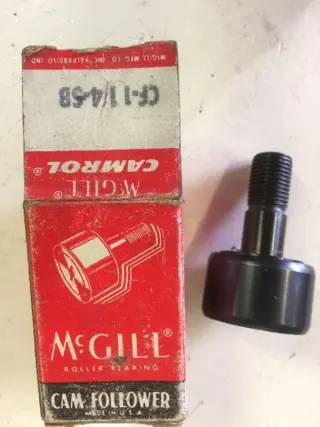 McGILL MFG CO INC VALPARAISO IND
CF-1 1/4-SB
CAMROL®
McGILL®
McGILL®
ROLLER BEARING
CAM FOLLOWER
MADE IN U.S.A.